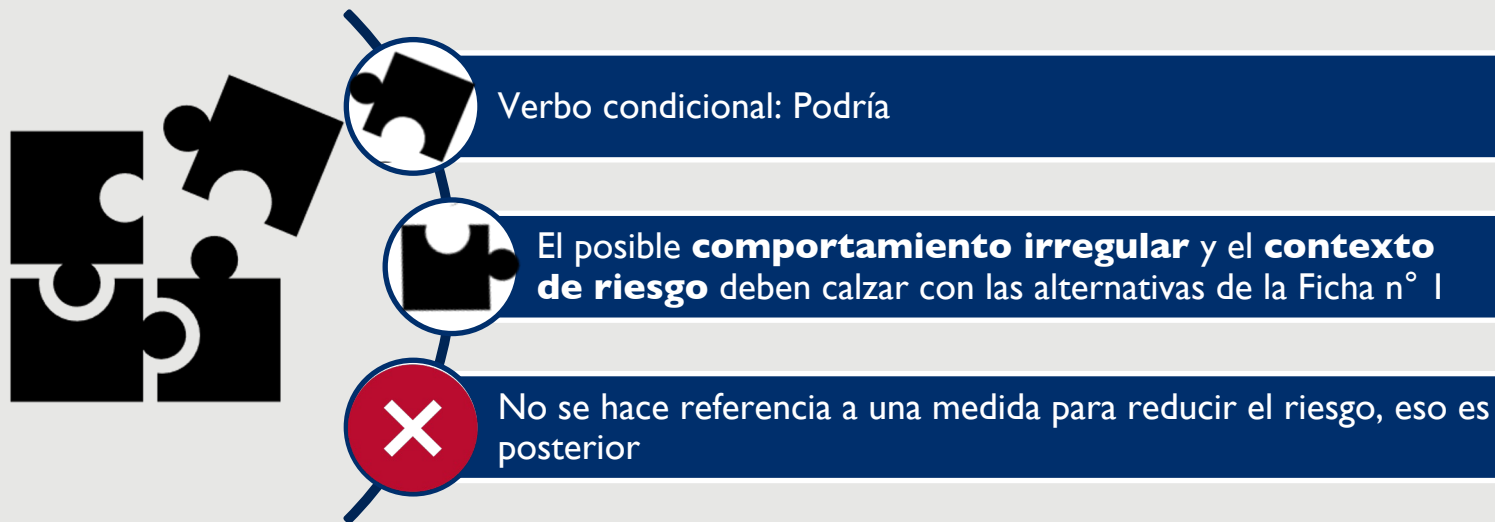 Verbo condicional: Podría
El posible comportamiento irregular y el contexto
de riesgo deben calzar con las alternativas de la Ficha n° 1
No se hace referencia a una medida para reducir el riesgo, eso es
posterior